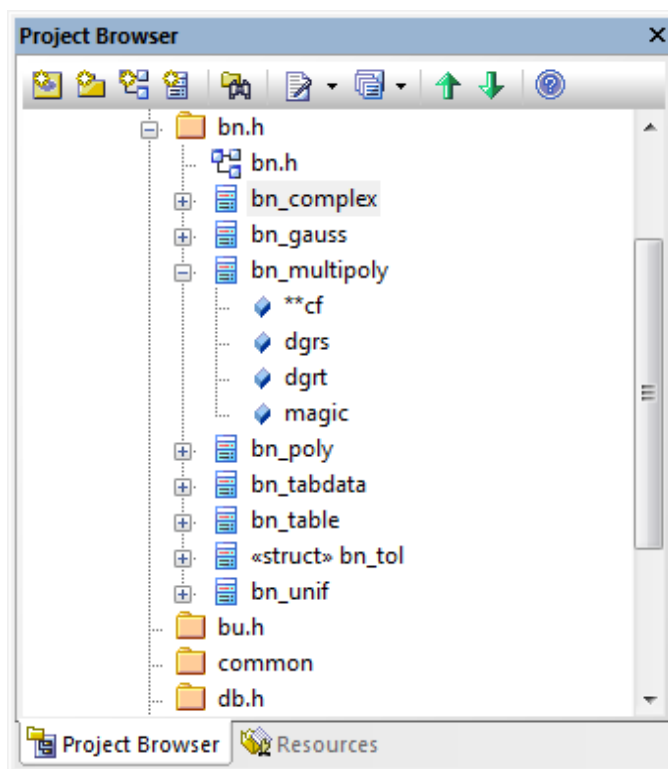 Project Browser
bn.h
bn.h
bn_complex
bn_gauss
bn_multipoly
**cf
dgrs
dgrt
magic
bn_poly
bn_tabdata
bn_table
«struct» bn_tol
bn_unif
bu.h
common
db.h
Project Browser Resources